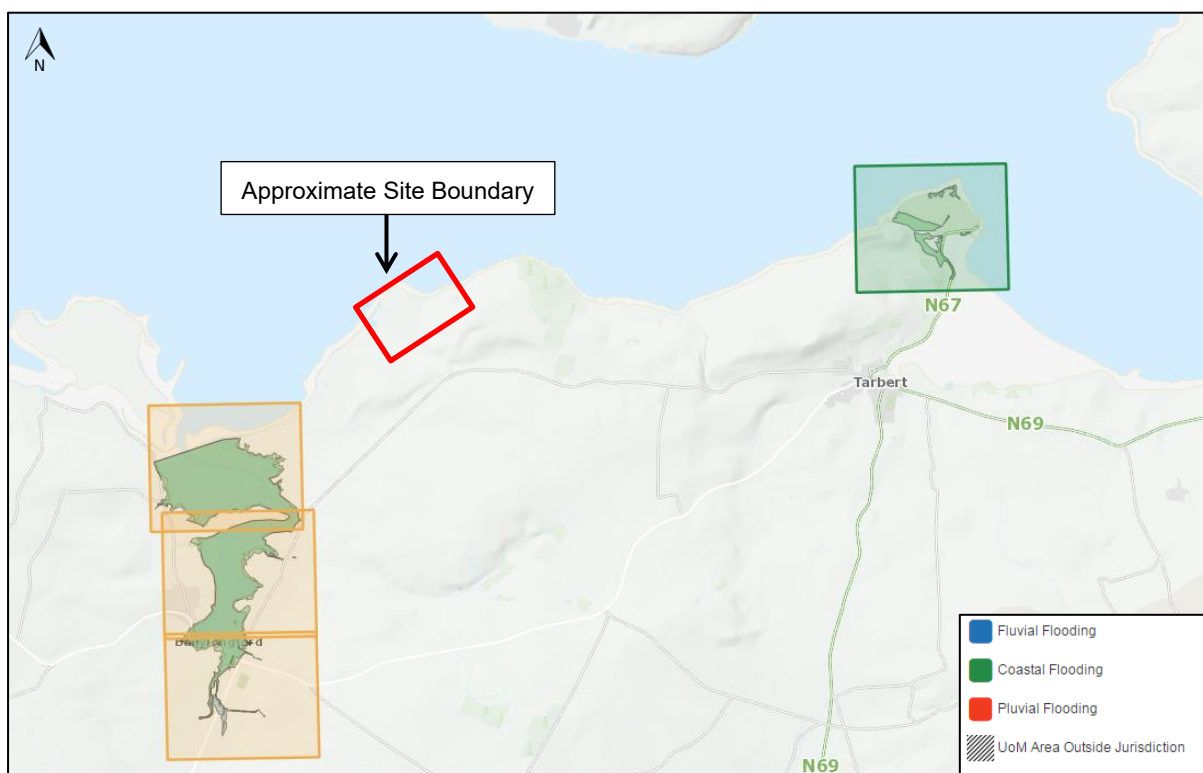 N
Approximate Site Boundary
N67
Tarbert
N69
Fluvial Flooding
Coastal Flooding
Pluvial Flooding
UoM Area Outside Jurisdiction
N69